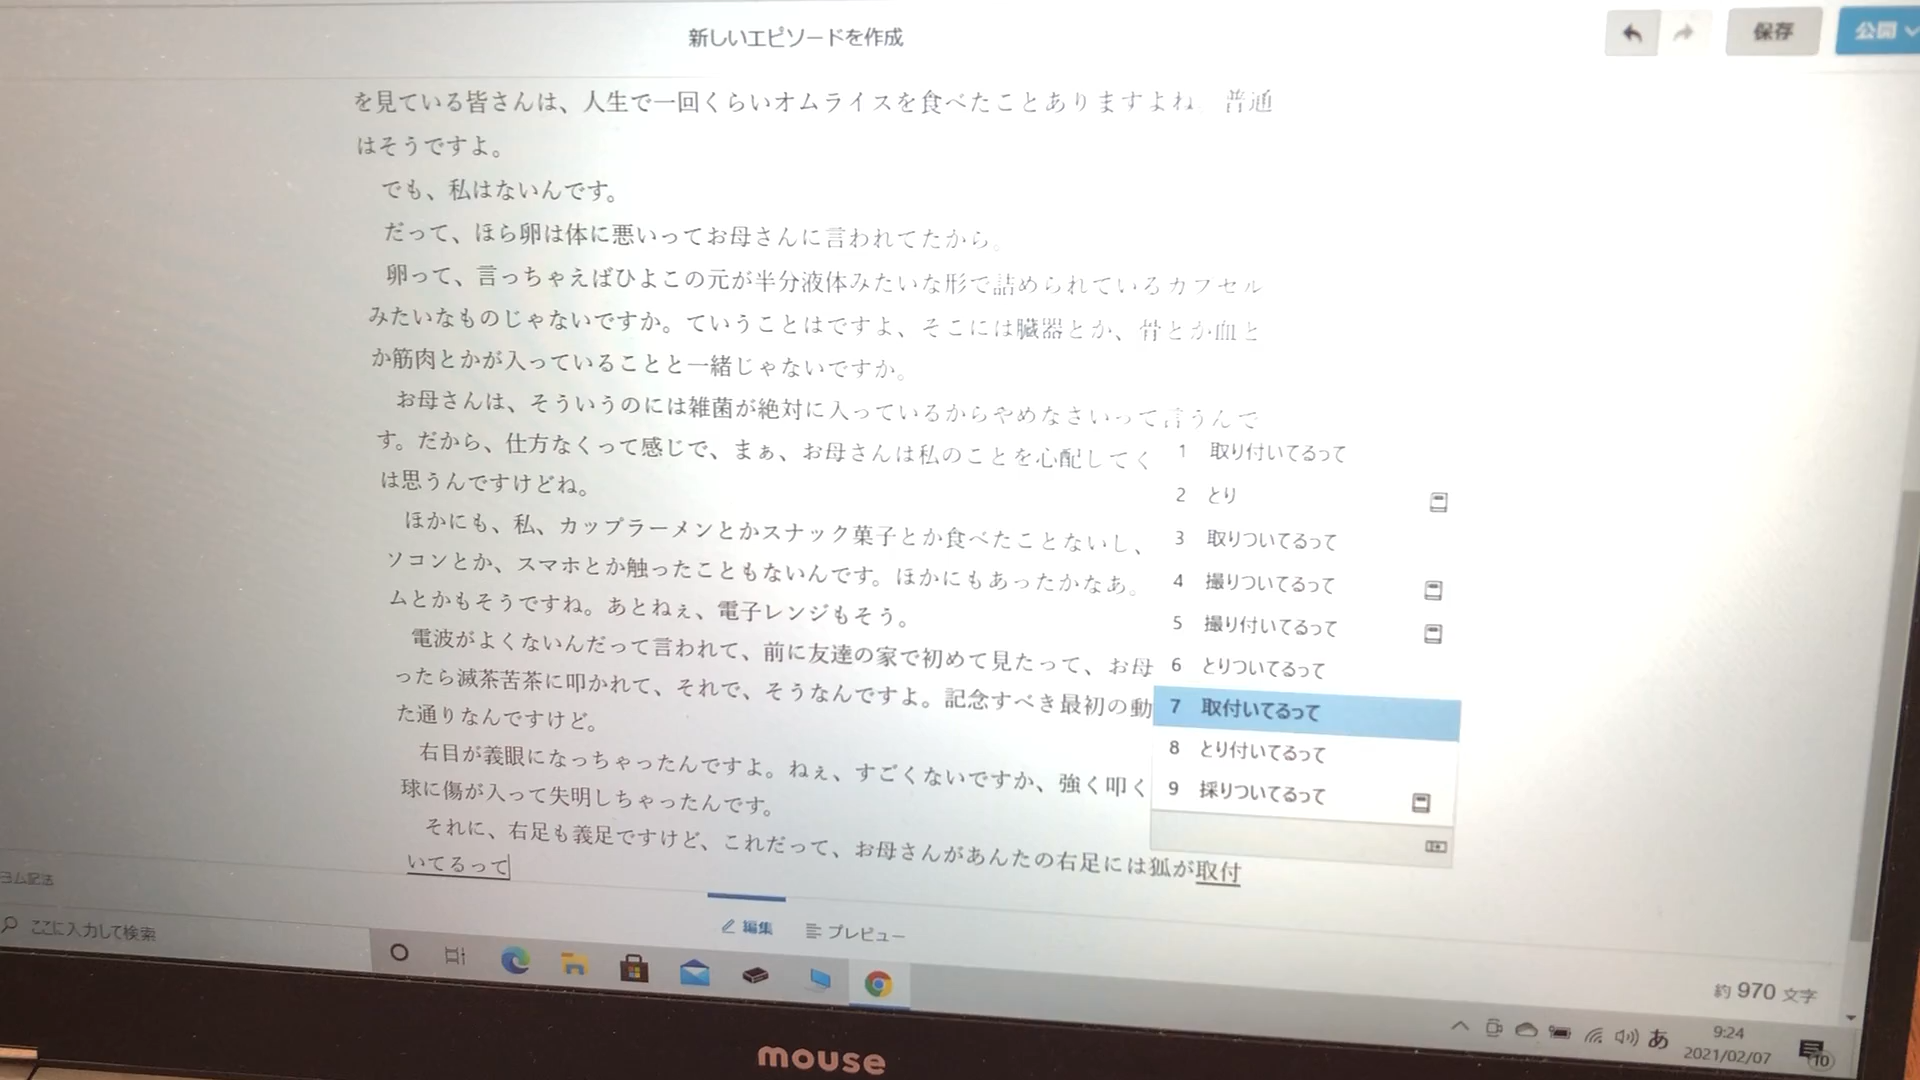 新しいエピソードを作成
保存
公開
を見ている皆さんは、人生で一回くらいオムライスを食べたことありますよね。普通
はそうですよ。
でも、私はないんです。
だって、ほら卵は体に悪いってお母さんに言われてたから。
卵って、言っちゃえばひよこの元が半分液体みたいな形で詰められているカプセル
みたいなものじゃないですか。ていうことはですよ、そこには臓器とか、骨とか血と
か筋肉とかが入っていることと一緒じゃないですか。
お母さんは、そういうのには雑菌が絶対に入っているからやめなさいって言うんで
す。だから、仕方なくって感じで、まぁ、お母さんは私のことを心配してく
は思うんですけどね。
ほかにも、私、カップラーメンとかスナック菓子とか食べたことないし、
ソコンとか、スマホとか触ったこともないんです。ほかにもあったかなあ。
ムとかもそうですね。あとねぇ、電子レンジもそう。
電波がよくないんだって言われて、前に友達の家で初めて見たって、お母
ったら滅茶苦茶に叩かれて、それで、そうなんですよ。記念すべき最初の動
た通りなんですけど。
右目が義眼になっちゃったんですよ。ねぇ、すごくないですか、強く叩く
球に傷が入って失明しちゃったんです。
それに、右足も義足ですけど、これだって、お母さんがあんたの右足には狐が取付
いてるって
1 取り付いてるって
2 とり
3 取りついてるって
4 撮りついてるって
5 撮り付いてるって
6 とりついてるって
7 取付いてるって
8 とり付いてるって
9 採りついてるって
ヨム記法
編集
プレビュー
約 970 文字
ここに入力して検索
あ
9:24
2021/02/07
10
mouse